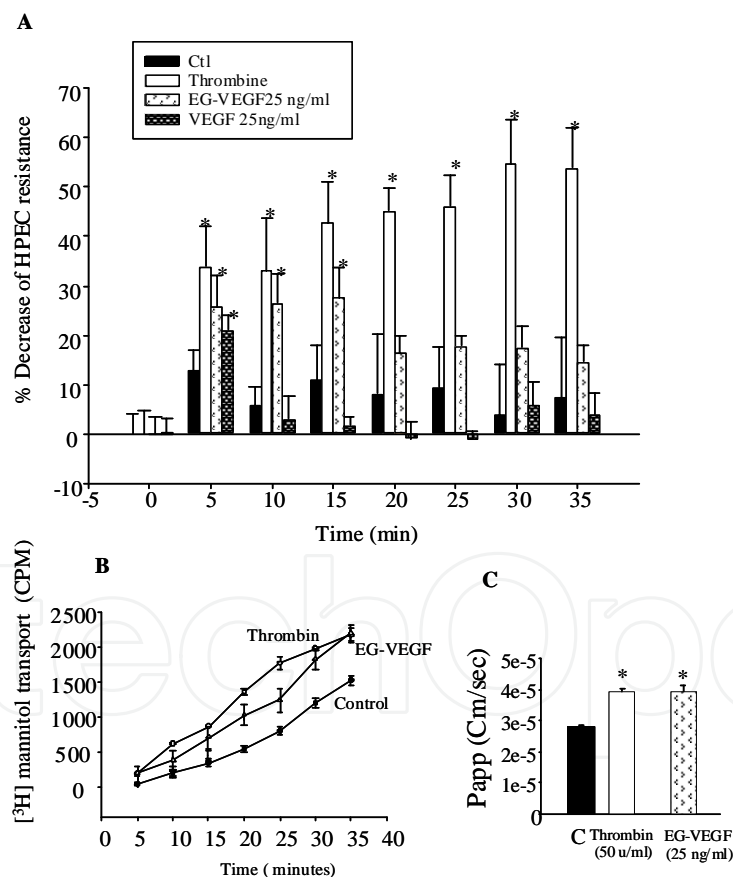 A
Ctl
Thrombine
EG-VEGF25 ng/ml
VEGF 25ng/ml
% Decrease of HPEC resistance
70
60
50
40
30
20
10
0
-10
* * * * * * * * * * *
-5 0 5 10 15 20 25 30 35
Time (min)
B
[³H] mannitol transport (CPM)
2500
2000
1500
1000
500
0
Thrombin
EG-VEGF
Control
0 5 10 15 20 25 30 35 40
Time ( minutes)
C
Papp (Cm/sec)
5e-5
4e-5
3e-5
2e-5
1e-5
0
* *
C Thrombin EG-VEGF
(50 u/ml) (25 ng/ml)